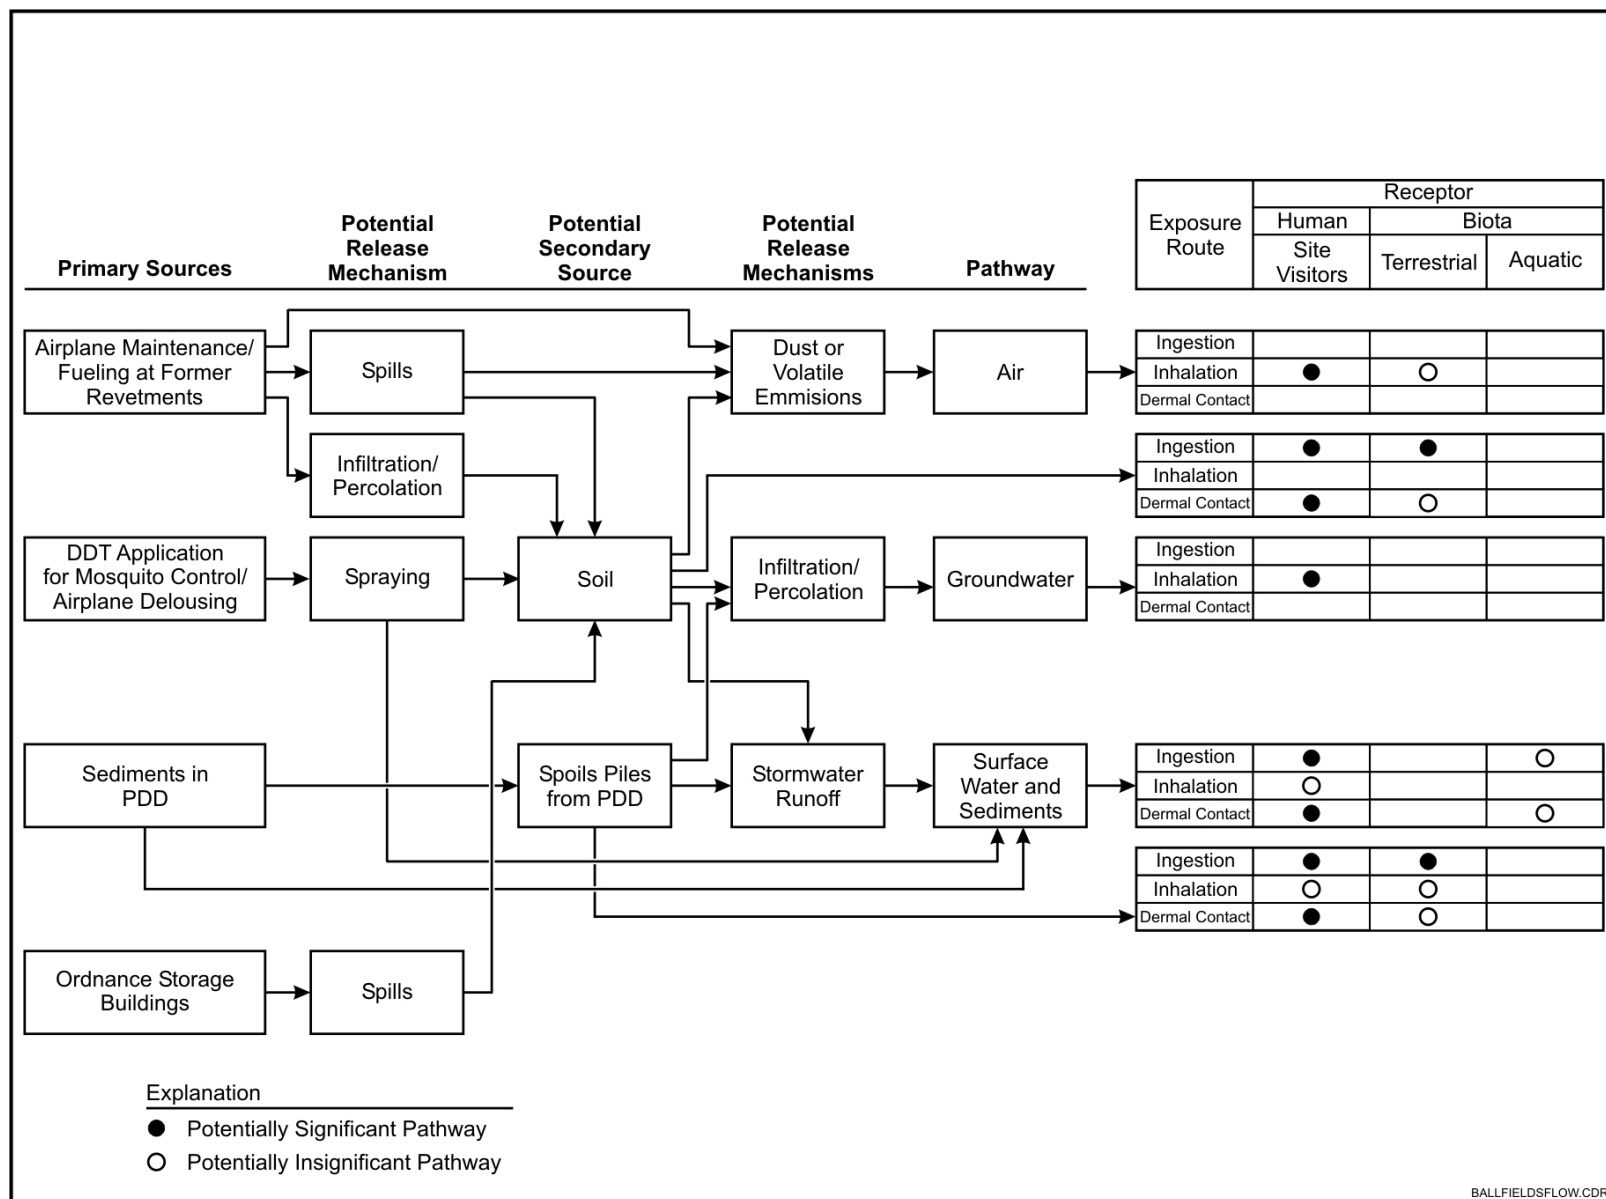 Receptor
Exposure
Route
Human
Biota
Site
Visitors
Terrestrial
Aquatic
Primary Sources
Potential
Release
Mechanism
Potential
Secondary
Source
Potential
Release
Mechanisms
Pathway
Airplane Maintenance/
Fueling at Former
Revetments
Spills
Dust or
Volatile
Emmisions
Air
Ingestion
Inhalation
Dermal Contact
Infiltration/
Percolation
Ingestion
Inhalation
Dermal Contact
DDT Application
for Mosquito Control/
Airplane Delousing
Spraying
Soil
Infiltration/
Percolation
Groundwater
Ingestion
Inhalation
Dermal Contact
Sediments in
PDD
Spoils Piles
from PDD
Stormwater
Runoff
Surface
Water and
Sediments
Ingestion
Inhalation
Dermal Contact
Ingestion
Inhalation
Dermal Contact
Ordnance Storage
Buildings
Spills
Explanation
Potentially Significant Pathway
Potentially Insignificant Pathway
BALLFIELDSFLOW.CDR